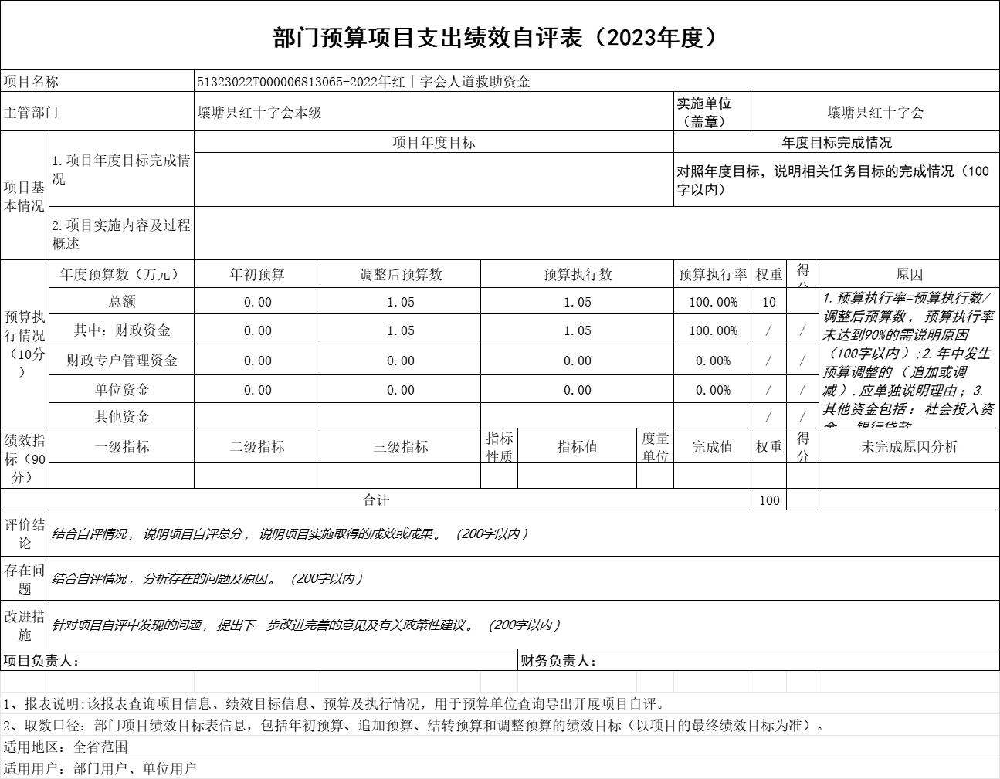 部门预算项目支出绩效自评表（2023年度）
项目名称
51323022T000006813065-2022年红十字会人道救助资金
主管部门
壤塘县红十字会本级
实施单位
（盖章）
壤塘县红十字会
项目基
本情况
1.项目年度目标完成情
况
项目年度目标
年度目标完成情况
对照年度目标，说明相关任务目标的完成情况（100
字以内）
2.项目实施内容及过程
概述
预算执
行情况
（10分
）
年度预算数（万元）
年初预算
调整后预算数
预算执行数
预算执行率
权重
得
分
原因
总额
0.00
1.05
1.05
100.00%
10
1.预算执行率=预算执行数/
调整后预算数，预算执行率
未达到90%的需说明原因
（100字以内）;2.年中发生
预算调整的（追加或调
减）,应单独说明理由；3.
其他资金包括：社会投入资
金、银行贷款
其中：财政资金
0.00
1.05
1.05
100.00%
/
/
财政专户管理资金
0.00
0.00
0.00
0.00%
/
/
单位资金
0.00
0.00
0.00
0.00%
/
/
其他资金
/
/
绩效指
标（90
分）
一级指标
二级指标
三级指标
指标
性质
指标值
度量
单位
完成值
权重
得
分
未完成原因分析
合计
100
评价结
论
结合自评情况，说明项目自评总分，说明项目实施取得的成效或成果。（200字以内）
存在问
题
结合自评情况，分析存在的问题及原因。（200字以内）
改进措
施
针对项目自评中发现的问题，提出下一步改进完善的意见及有关政策性建议。（200字以内）
项目负责人：
财务负责人：
1、报表说明:该报表查询项目信息、绩效目标信息、预算及执行情况，用于预算单位查询导出开展项目自评。
2、取数口径：部门项目绩效目标表信息，包括年初预算、追加预算、结转预算和调整预算的绩效目标（以项目的最终绩效目标为准）。
适用地区：全省范围
适用用户：部门用户、单位用户